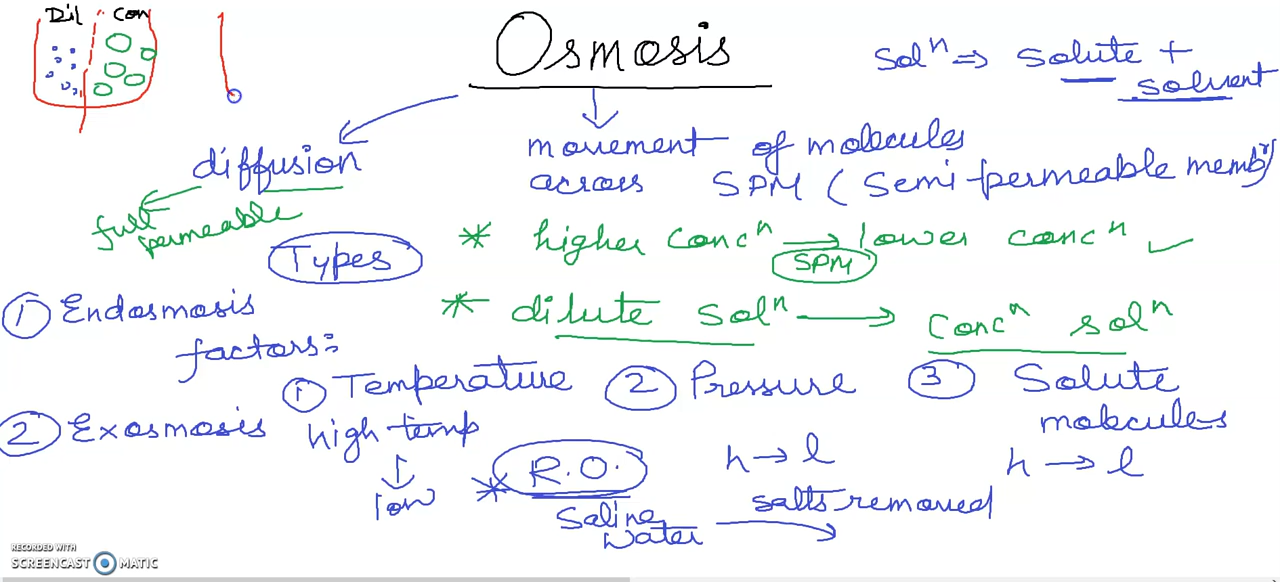 Dil Con
Osmosis
Solⁿ ⇒ Solute +
solvent
diffusion
full
permeable
movement of molecules
across SPM (Semi-permeable membr)
* higher Concⁿ → lower concⁿ ✓
SPM
* dilute Solⁿ → Concⁿ solⁿ
Types
① Endosmosis
factors:
① Temperature ② Pressure ③ Solute
molecules
② Exosmosis
high temp
↓
low
h → l
h → l
* R.O.
Saline
water →
salts removed
RECORDED WITH
SCREENCAST MATIC